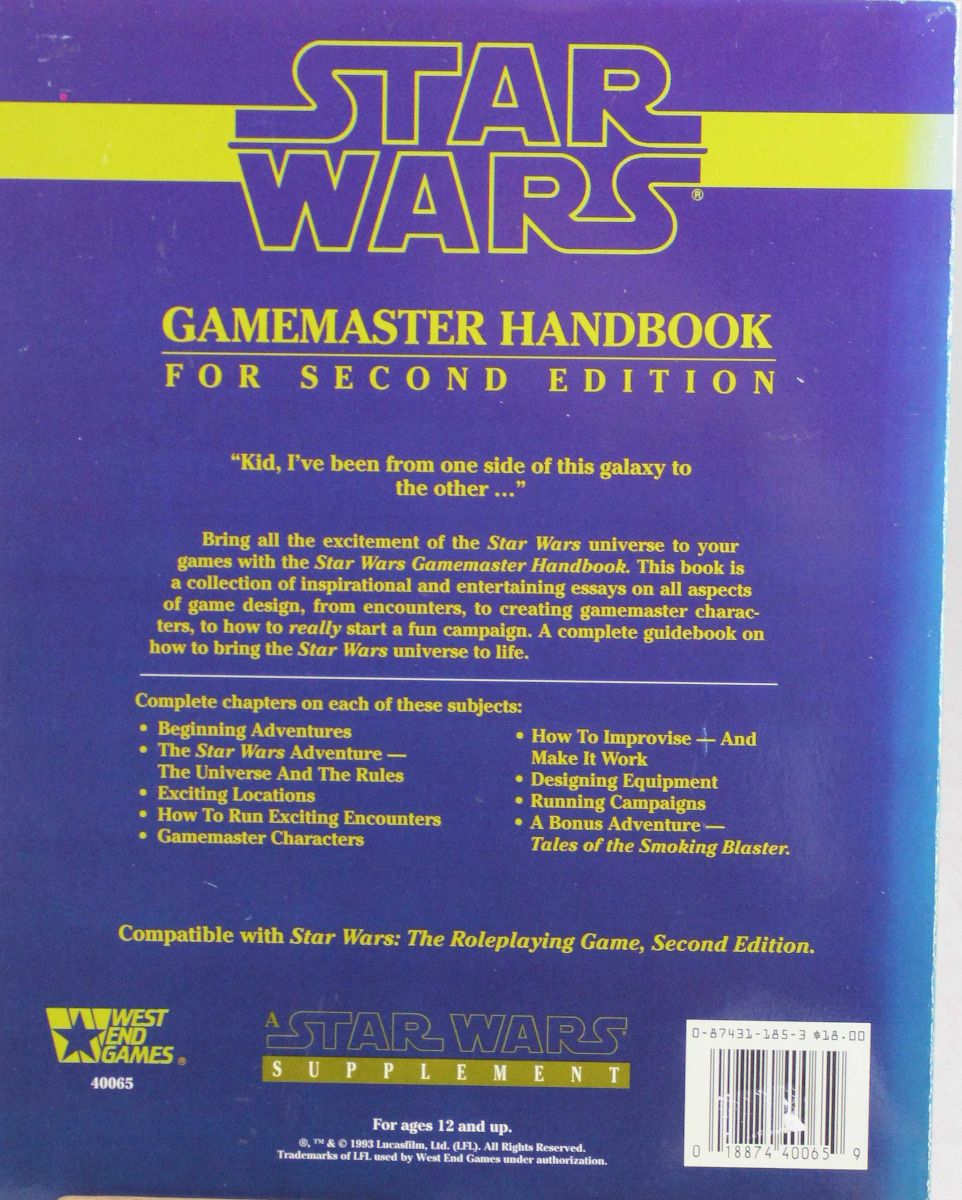 STAR
WARS®
GAMEMASTER HANDBOOK
FOR SECOND EDITION
“Kid, I’ve been from one side of this galaxy to
the other ...”
Bring all the excitement of the Star Wars universe to your
games with the Star Wars Gamemaster Handbook. This book is
a collection of inspirational and entertaining essays on all aspects
of game design, from encounters, to creating gamemaster charac-
ters, to how to really start a fun campaign. A complete guidebook on
how to bring the Star Wars universe to life.
Complete chapters on each of these subjects:
• Beginning Adventures
• The Star Wars Adventure —
The Universe And The Rules
• Exciting Locations
• How To Run Exciting Encounters
• Gamemaster Characters
• How To Improvise — And
Make It Work
• Designing Equipment
• Running Campaigns
• A Bonus Adventure —
Tales of the Smoking Blaster.
Compatible with Star Wars: The Roleplaying Game, Second Edition.
WEST
END
GAMES®
40065
A
STAR WARS
SUPPLEMENT
0-87431-185-3 $18.00
0 18874 40065 9
For ages 12 and up.
®, ™ & © 1993 Lucasfilm, Ltd. (LFL). All Rights Reserved.
Trademarks of LFL used by West End Games under authorization.